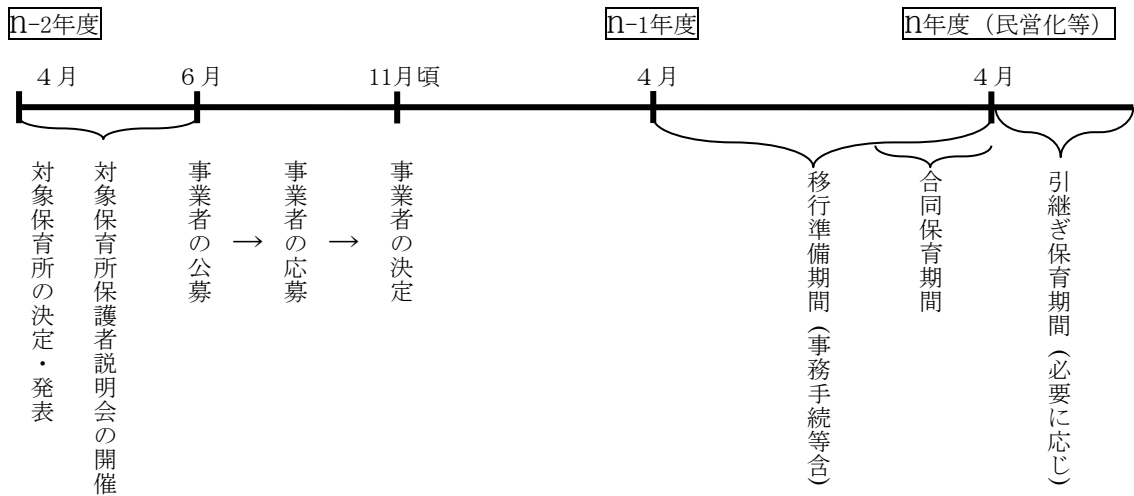 n-2年度
n-1年度
n年度（民営化等）
４月
６月
11月頃
４月
４月
対象保育所の決定・発表
対象保育所保護者説明会の開催
事業者の公募
→
事業者の応募
→
事業者の決定
移行準備期間（事務手続等含）
合同保育期間
引継ぎ保育期間（必要に応じ）